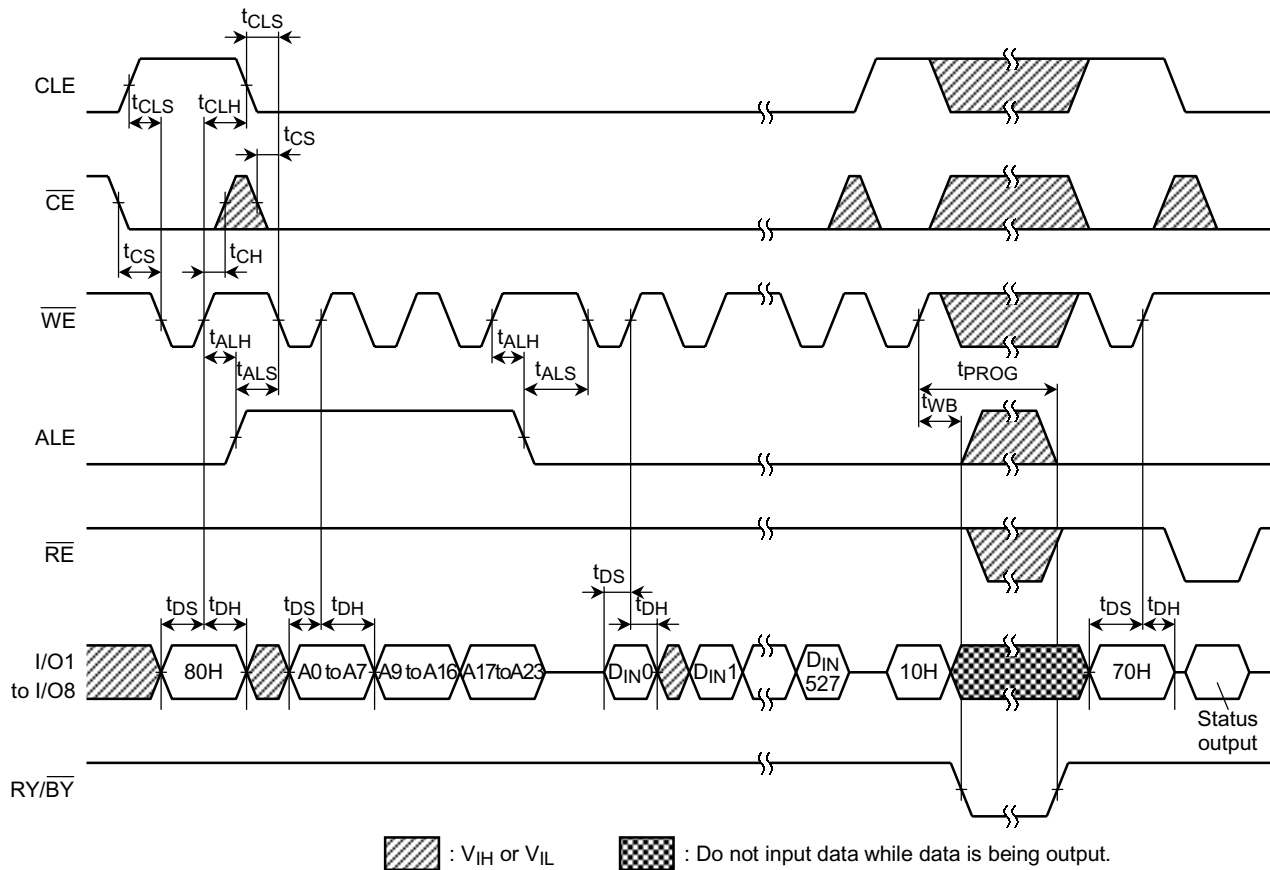 tCLS
CLE
tCLS
tCLH
tCS
CE
tCS
tCH
WE
tALH
tALH
tALS
tALS
tPROG
tWB
ALE
RE
tDS
tDS
tDH
tDS
tDH
tDH
tDS
tDH
I/O1
to I/O8
80H
A0 to A7
A9 to A16
A17 to A23
DIN0
DIN1
DIN
527
10H
70H
Status
output
RY/BY
: VIH or VIL
: Do not input data while data is being output.